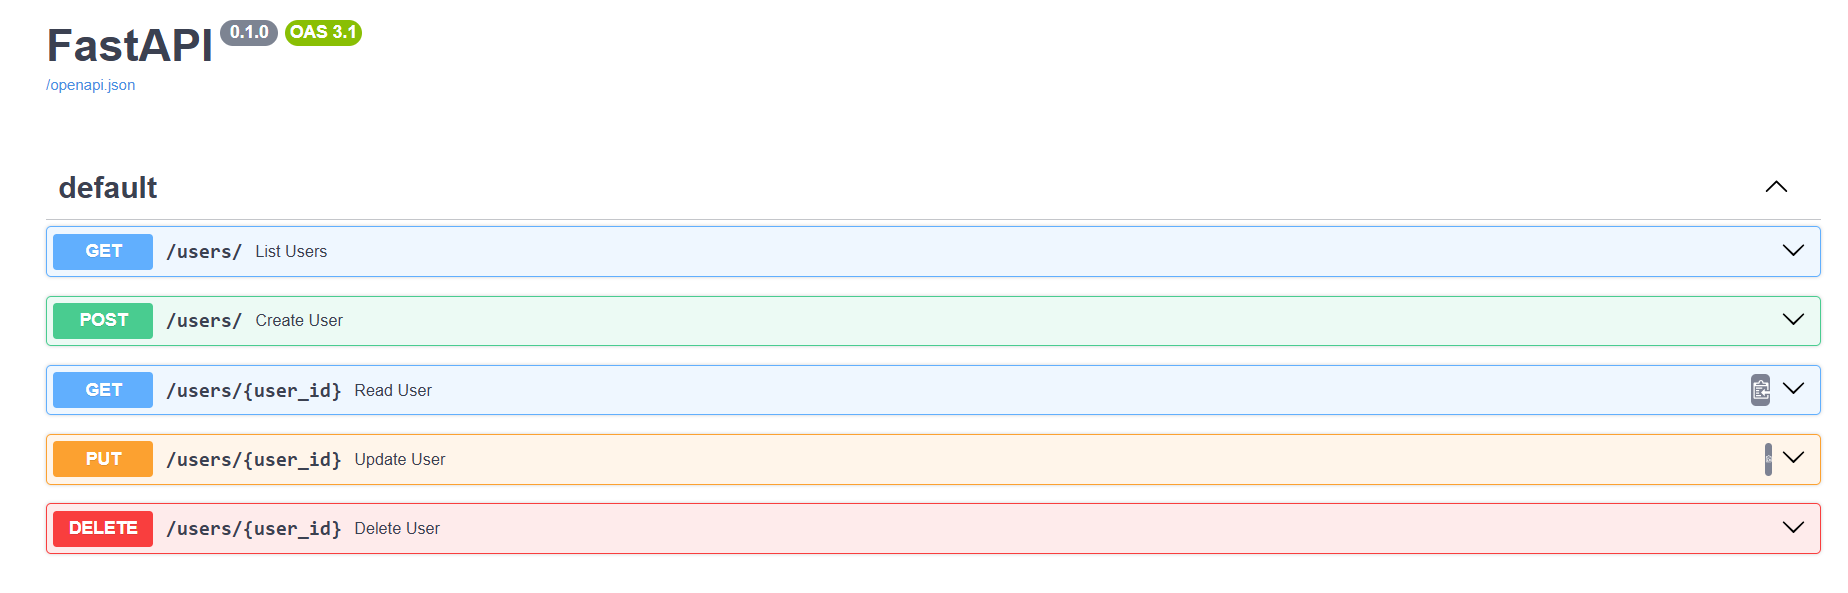 FastAPI 0.1.0 OAS 3.1
/openapi.json
default
GET /users/ List Users
POST /users/ Create User
GET /users/{user_id} Read User
PUT /users/{user_id} Update User
DELETE /users/{user_id} Delete User